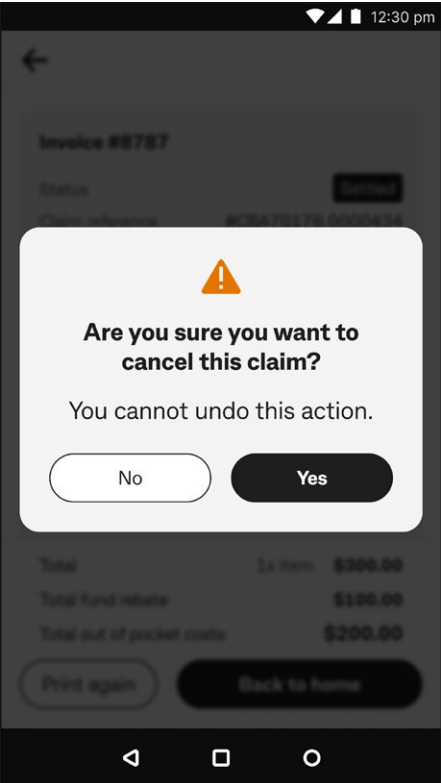 12:30 pm
Invoice #8787
Status Settled
Claim reference #CBA70176.0000434
Are you sure you want to
cancel this claim?
You cannot undo this action.
No Yes
Total 1x item $300.00
Total fund rebate $100.00
Total out of pocket costs $200.00
Print again Back to home